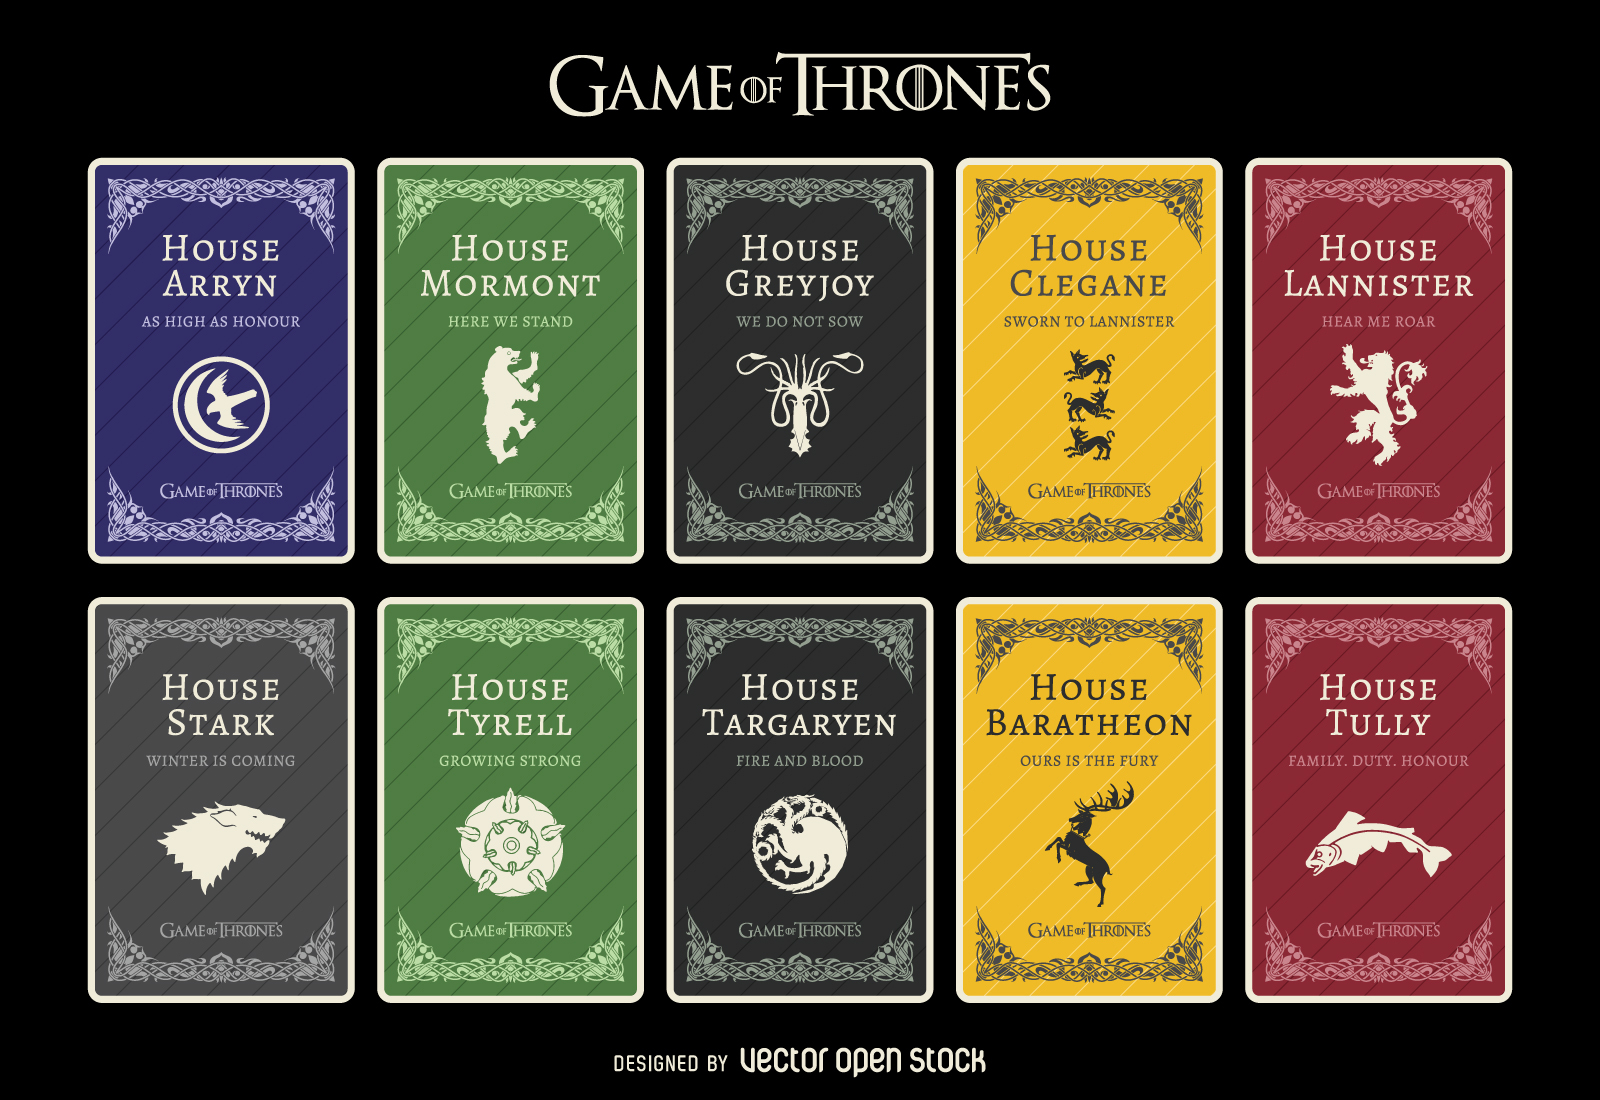 GAME OF THRONES
HOUSE
ARRYN
AS HIGH AS HONOUR
GAME OF THRONES
HOUSE
MORMONT
HERE WE STAND
GAME OF THRONES
HOUSE
GREYJOY
WE DO NOT SOW
GAME OF THRONES
HOUSE
CLEGANE
SWORN TO LANNISTER
GAME OF THRONES
HOUSE
LANNISTER
HEAR ME ROAR
GAME OF THRONES
HOUSE
STARK
WINTER IS COMING
GAME OF THRONES
HOUSE
TYRELL
GROWING STRONG
GAME OF THRONES
HOUSE
TARGARYEN
FIRE AND BLOOD
GAME OF THRONES
HOUSE
BARATHEON
OURS IS THE FURY
GAME OF THRONES
HOUSE
TULLY
FAMILY. DUTY. HONOUR
GAME OF THRONES
DESIGNED BY vector open stock